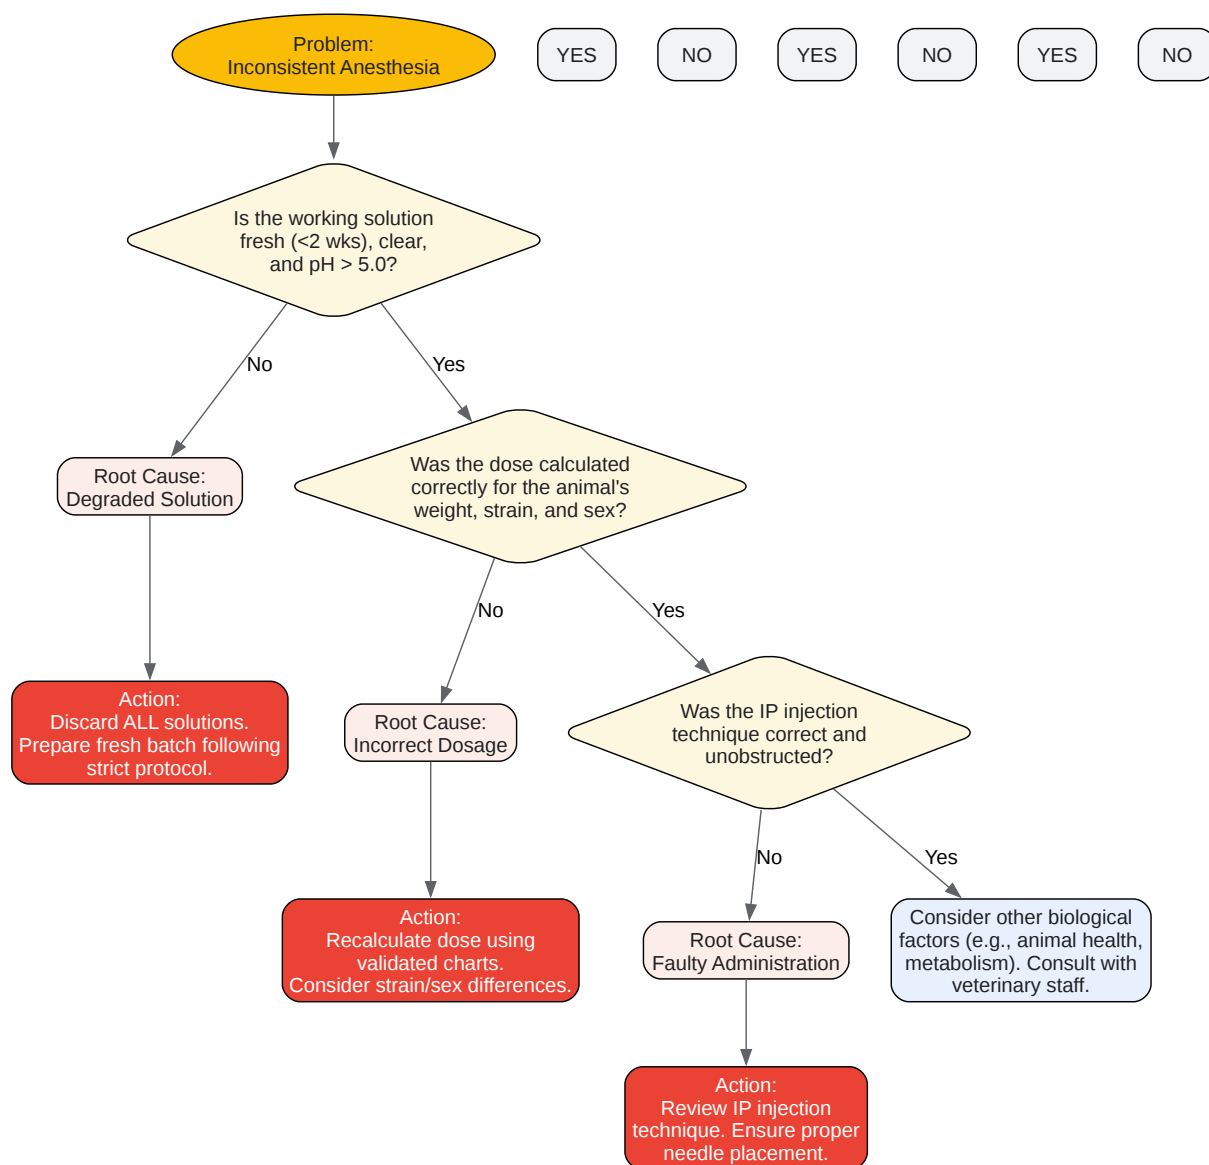 Problem:
Inconsistent Anesthesia
YES
NO
YES
NO
YES
NO
Is the working solution
fresh (<2 wks), clear,
and pH > 5.0?
No
Yes
Root Cause:
Degraded Solution
Was the dose calculated
correctly for the animal's
weight, strain, and sex?
No
Yes
Action:
Discard ALL solutions.
Prepare fresh batch following
strict protocol.
Root Cause:
Incorrect Dosage
Was the IP injection
technique correct and
unobstructed?
No
Yes
Action:
Recalculate dose using
validated charts.
Consider strain/sex differences.
Root Cause:
Faulty Administration
Consider other biological
factors (e.g., animal health,
metabolism). Consult with
veterinary staff.
Action:
Review IP injection
technique. Ensure proper
needle placement.